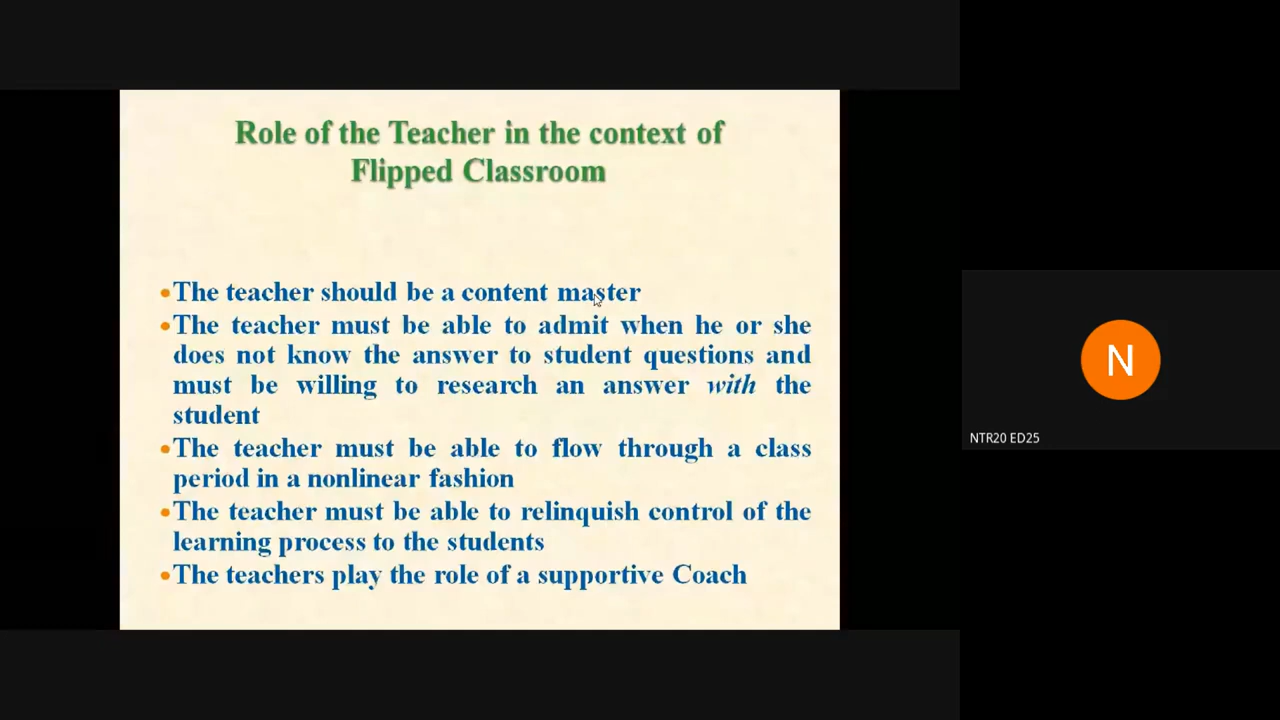 Role of the Teacher in the context of
Flipped Classroom
•The teacher should be a content master
•The teacher must be able to admit when he or she
does not know the answer to student questions and
must be willing to research an answer with the
student
•The teacher must be able to flow through a class
period in a nonlinear fashion
•The teacher must be able to relinquish control of the
learning process to the students
•The teachers play the role of a supportive Coach
N
NTR20 ED25